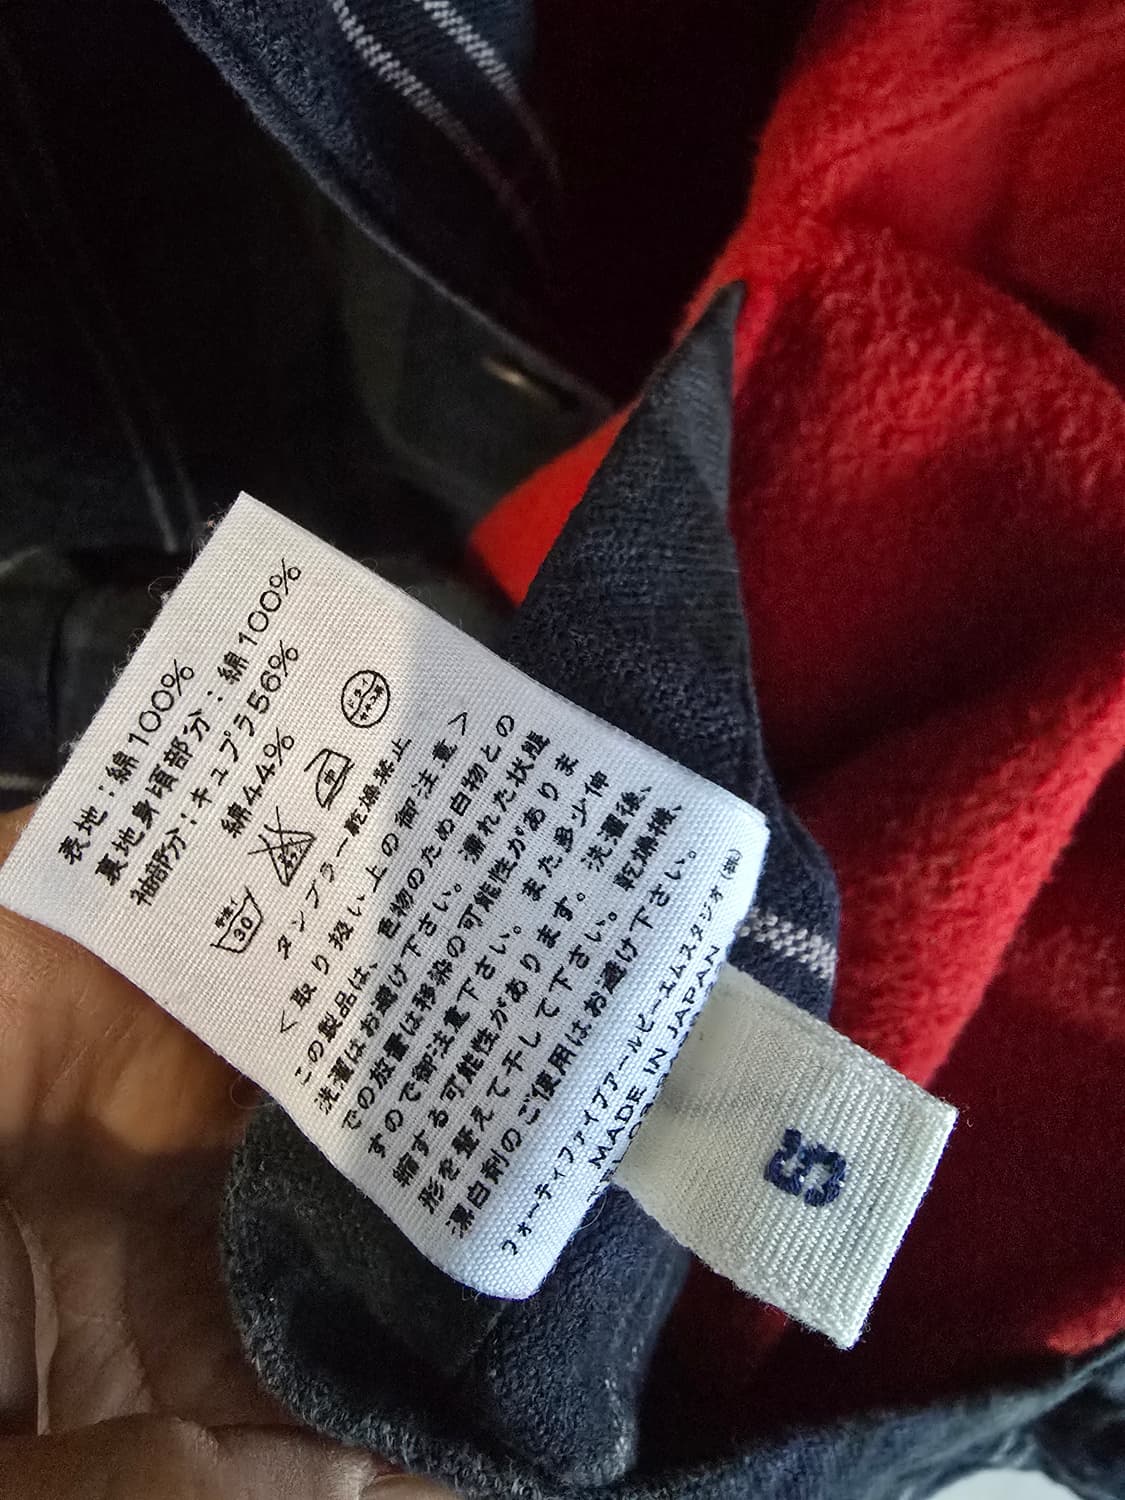 表地：綿100%
裏地身頃部分：綿100%
袖部分：キュプラ56%
綿44%
30
中
ドライ
タンブラー乾燥禁止
＜取り扱い上の御注意＞
この製品は、色物のため白物との
洗濯はお避け下さい。濡れた状態
での放置は移染の可能性がありま
すので御注意下さい。また多少伸
縮する可能性があります。洗濯後、
形を整えて干して下さい。乾燥機、
漂白剤のご使用はお避け下さい。
フォーティファイブアールピーエムスタジオ(株)
MADE IN JAPAN
S